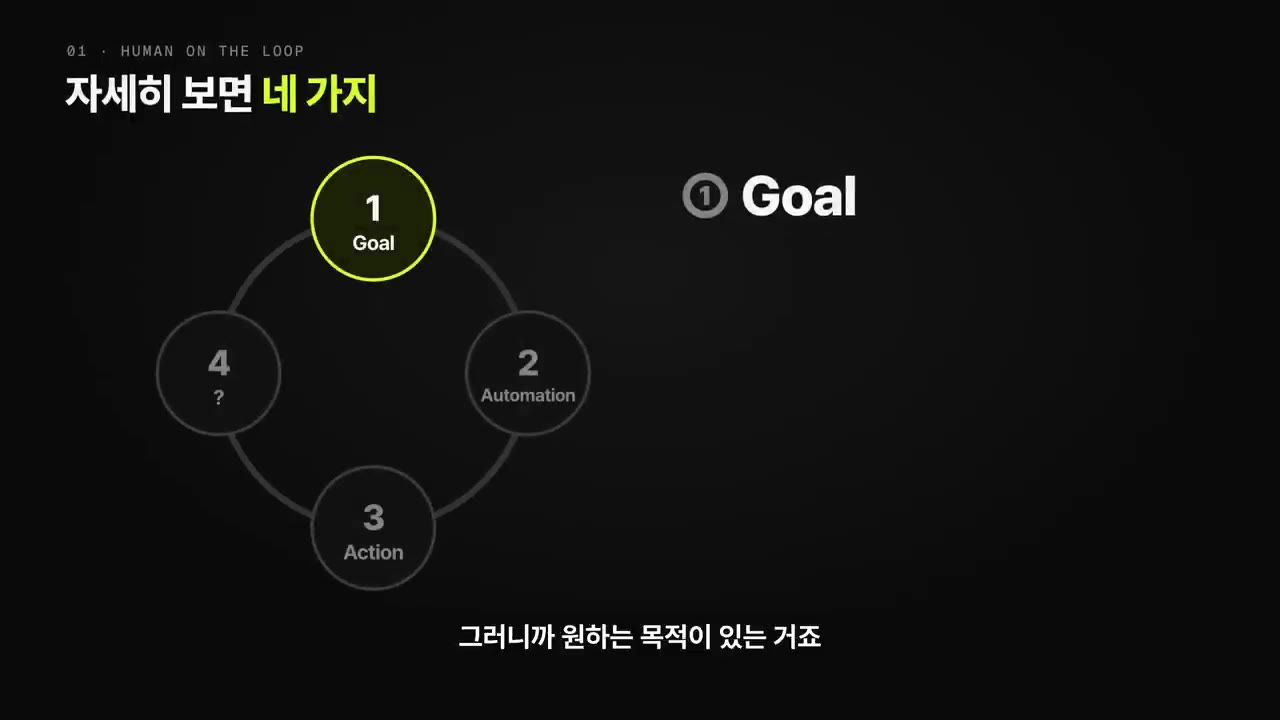 01 · HUMAN ON THE LOOP
자세히 보면 네 가지
1
Goal
① Goal
4
?
2
Automation
3
Action
그러니까 원하는 목적이 있는 거죠